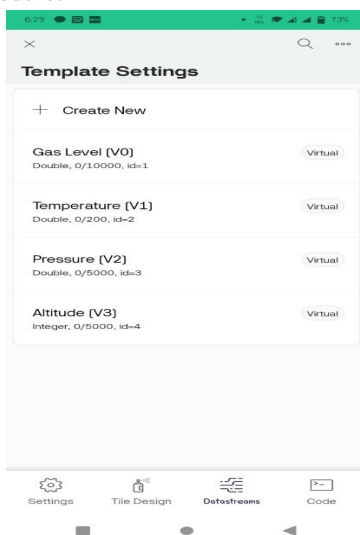 6:29
73%
Template Settings
Create New
Gas Level (V0)
Virtual
Double, 0/10000, id=1
Temperature (V1)
Virtual
Double, 0/200, id=2
Pressure (V2)
Virtual
Double, 0/5000, id=3
Altitude (V3)
Virtual
Integer, 0/5000, id=4
Settings
Tile Design
Datastreams
Code